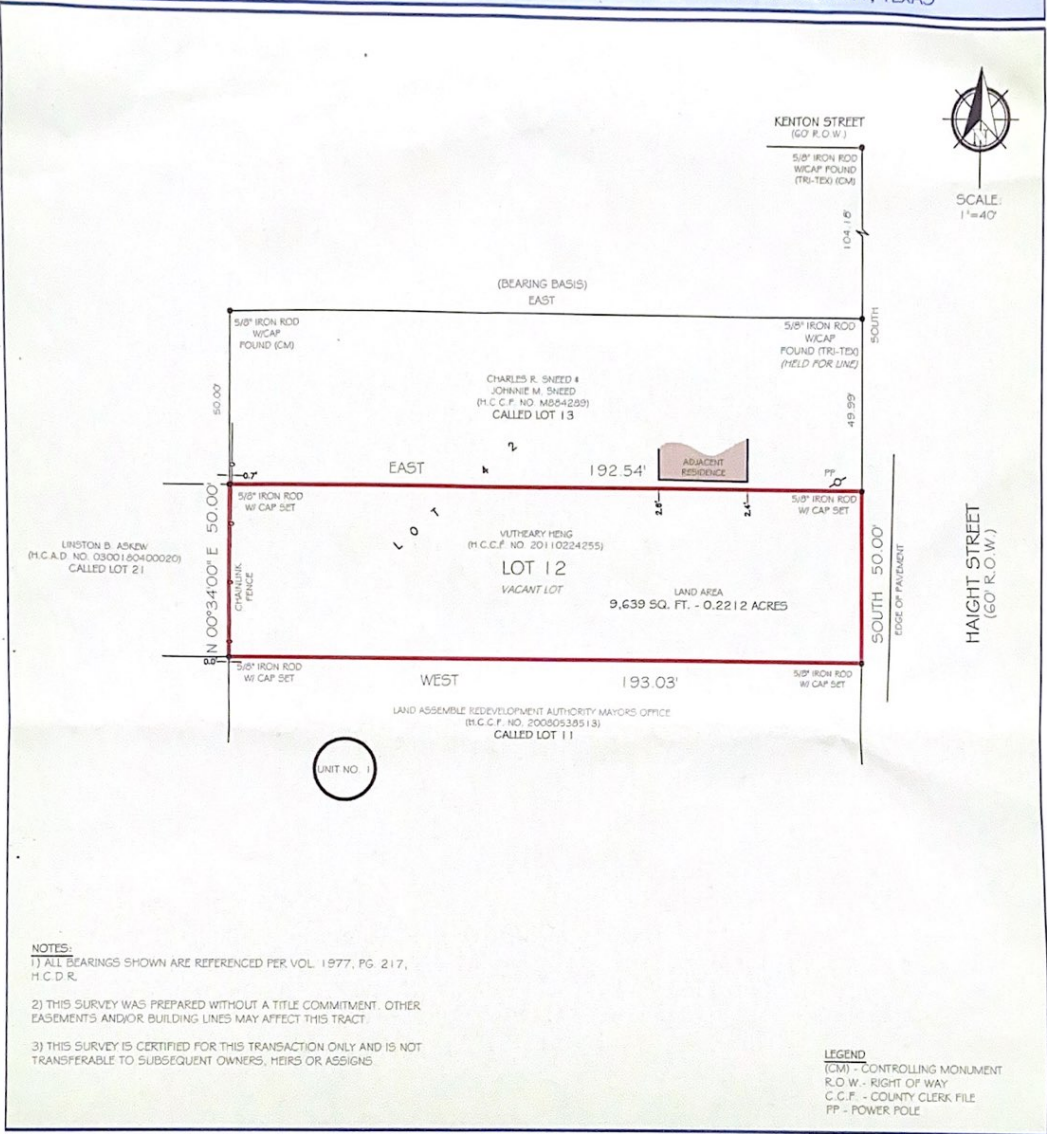 TEXAS
KENTON STREET
(60' R.O.W.)
5/8" IRON ROD
W/CAP FOUND
(TRI-TEX) (CM)
SCALE:
1"=40'
104.18'
(BEARING BASIS)
EAST
5/8" IRON ROD
W/CAP
FOUND (CM)
5/8" IRON ROD
W/CAP
FOUND (TRI-TEX)
(HELD FOR LINE)
SOUTH
50.00'
CHARLES R. SNEED &
JOHNNIE M. SNEED
(H.C.C.F. NO. M884289)
CALLED LOT 13
49.99'
EAST
192.54'
ADJACENT
RESIDENCE
PP
0.7'
5/8" IRON ROD
W/ CAP SET
2.4'
5/8" IRON ROD
W/ CAP SET
LOT 42
LINSTON B. ASKEW
(H.C.A.D. NO. 0300180400020)
CALLED LOT 21
N 00°34'00" E 50.00'
CHAINLINK
FENCE
VUTHEARY HENG
(H.C.C.F. NO. 20110224255)
LOT 12
VACANT LOT
LAND AREA
9,639 SQ. FT. - 0.2212 ACRES
SOUTH 50.00'
EDGE OF PAVEMENT
HAIGHT STREET
(60' R.O.W.)
0.0'
5/8" IRON ROD
W/ CAP SET
WEST
193.03'
5/8" IRON ROD
W/ CAP SET
LAND ASSEMBLE REDEVELOPMENT AUTHORITY MAYORS OFFICE
(H.C.C.F. NO. 20080538513)
CALLED LOT 11
UNIT NO. 1
NOTES:
1) ALL BEARINGS SHOWN ARE REFERENCED PER VOL. 1977, PG. 217,
H.C.D.R.
2) THIS SURVEY WAS PREPARED WITHOUT A TITLE COMMITMENT. OTHER
EASEMENTS AND/OR BUILDING LINES MAY AFFECT THIS TRACT.
3) THIS SURVEY IS CERTIFIED FOR THIS TRANSACTION ONLY AND IS NOT
TRANSFERABLE TO SUBSEQUENT OWNERS, HEIRS OR ASSIGNS.
LEGEND
(CM) - CONTROLLING MONUMENT
R.O.W.- RIGHT OF WAY
C.C.F. - COUNTY CLERK FILE
PP - POWER POLE